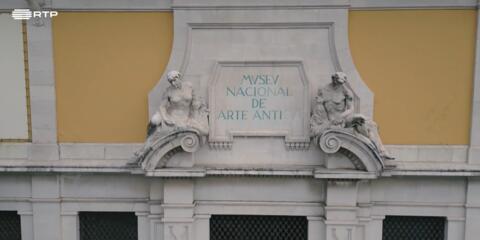 RTP
MVSEV
NACIONAL
DE
ARTE ANTIGA